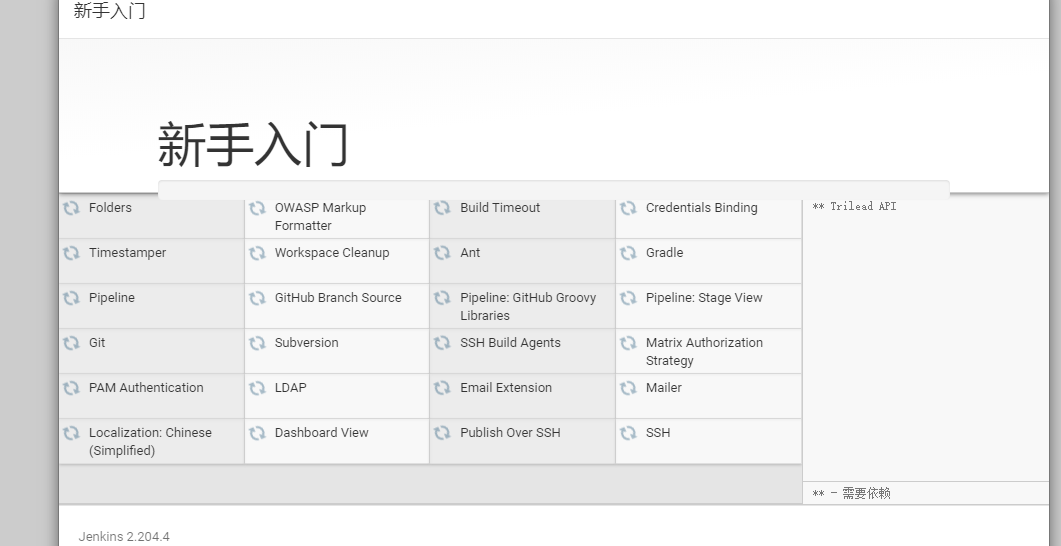 新手入门
新手入门
Folders
OWASP Markup
Formatter
Build Timeout
Credentials Binding
** Trilead API
Timestamper
Workspace Cleanup
Ant
Gradle
Pipeline
GitHub Branch Source
Pipeline: GitHub Groovy
Libraries
Pipeline: Stage View
Git
Subversion
SSH Build Agents
Matrix Authorization
Strategy
PAM Authentication
LDAP
Email Extension
Mailer
Localization: Chinese
(Simplified)
Dashboard View
Publish Over SSH
SSH
** - 需要依赖
Jenkins 2.204.4